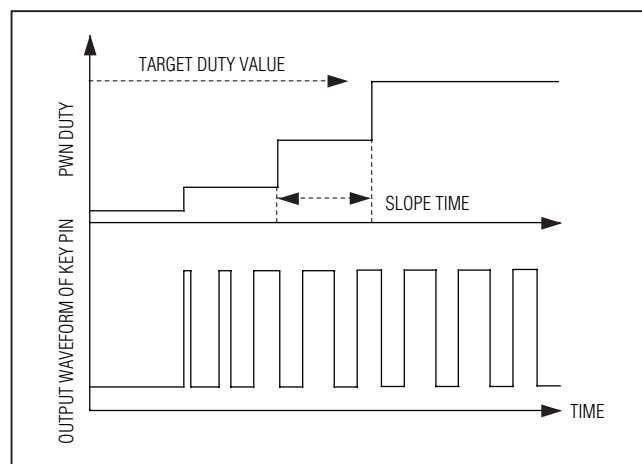 TARGET DUTY VALUE
PWN DUTY
SLOPE TIME
OUTPUT WAVEFORM OF KEY PIN
TIME